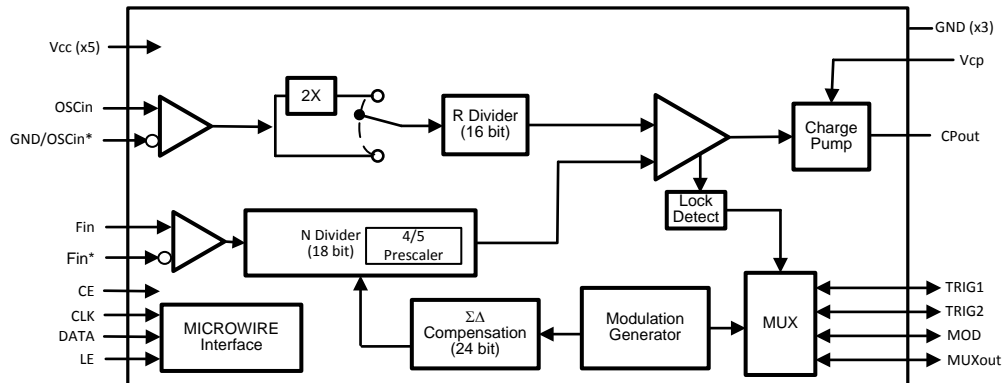 Vcc (x5)
OSCin
GND/OSCin*
Fin
Fin*
CE
CLK
DATA
LE
2X
R Divider
(16 bit)
N Divider
(18 bit)
4/5
Prescaler
MICROWIRE
Interface
ΣΔ
Compensation
(24 bit)
Modulation
Generator
Lock
Detect
MUX
Charge
Pump
GND (x3)
Vcp
CPout
TRIG1
TRIG2
MOD
MUXout